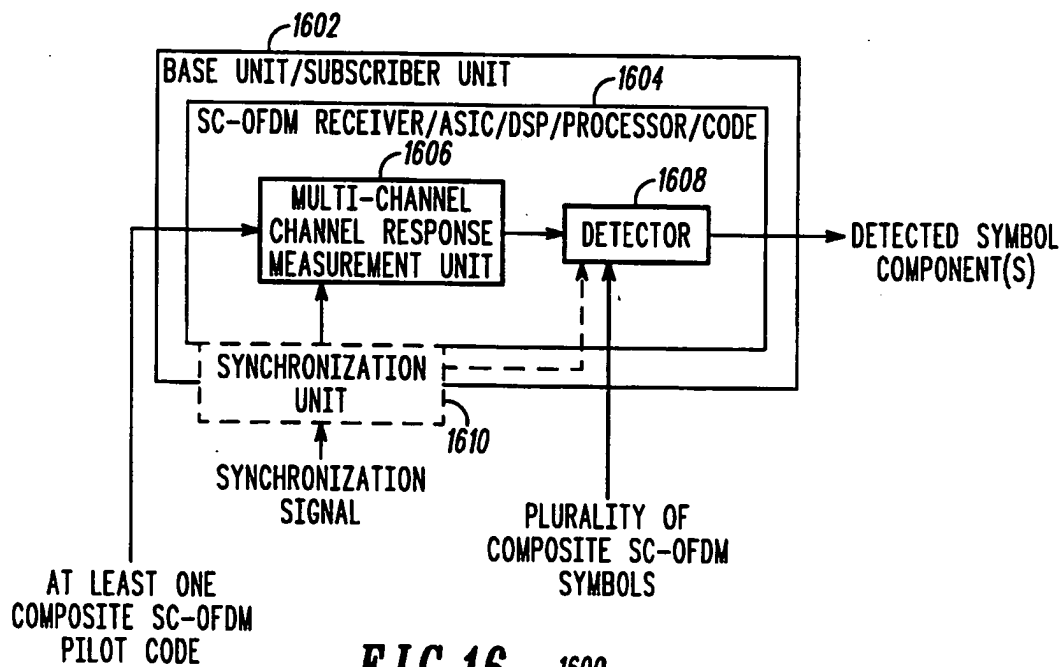 1602
BASE UNIT/SUBSCRIBER UNIT
1604
SC-OFDM RECEIVER/ASIC/DSP/PROCESSOR/CODE
1606
MULTI-CHANNEL
CHANNEL RESPONSE
MEASUREMENT UNIT
1608
DETECTOR
DETECTED SYMBOL
COMPONENT(S)
SYNCHRONIZATION
UNIT
1610
SYNCHRONIZATION
SIGNAL
PLURALITY OF
COMPOSITE SC-OFDM
SYMBOLS
AT LEAST ONE
COMPOSITE SC-OFDM
PILOT CODE
FIG.16
1600